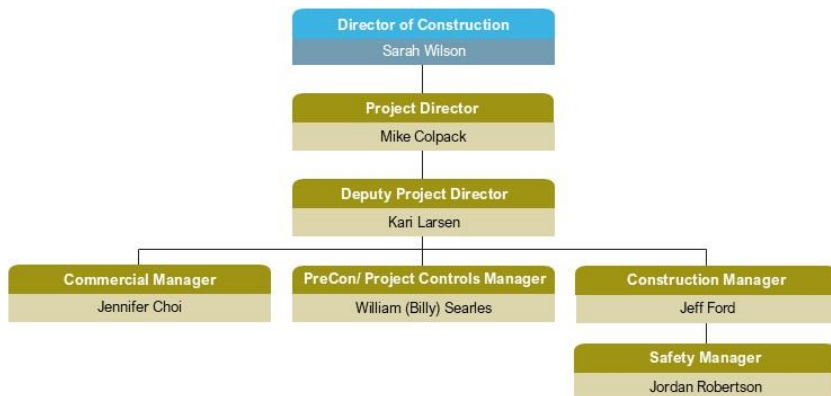 Director of Construction
Sarah Wilson
Project Director
Mike Colpack
Deputy Project Director
Kari Larsen
Commercial Manager
Jennifer Choi
PreCon/ Project Controls Manager
William (Billy) Searles
Construction Manager
Jeff Ford
Safety Manager
Jordan Robertson